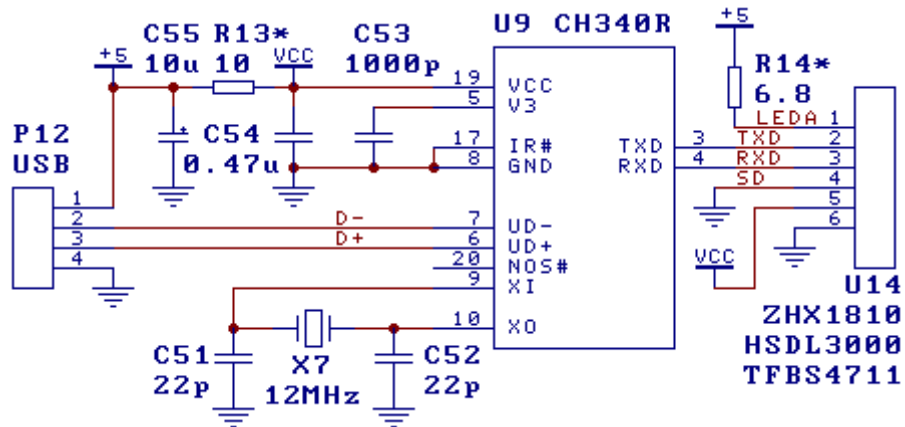 U9 CH340R
+5
C55 R13* VCC C53
10u 10 1000p
+5
R14*
6.8
19 VCC
5 V3
C54
0.47u
17 IR#
8 GND
TXD 3
RXD 4
LEDA 1
TXD 2
RXD 3
SD 4
5
6
P12
USB
1
2
3
4
D-
D+
7 UD-
6 UD+
20 NOS#
9 XI
10 XO
VCC
U14
ZHX1810
HSDL3000
TFBS4711
C51
22p
X7
12MHz
C52
22p